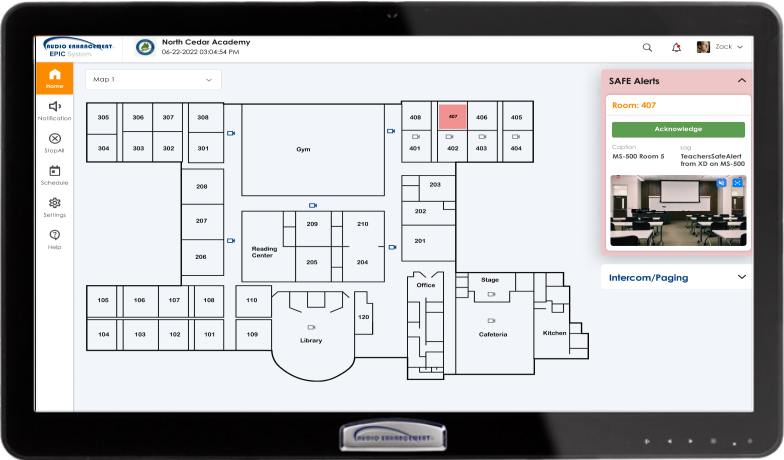 AUDIO ENHANCEMENT
EPIC System
North Cedar Academy
06-22-2022 03:04:54 PM
Zack
Home
Notification
StopAll
Schedule
Settings
Help
Map 1
305
306
307
308
304
303
302
301
Gym
408
407
406
405
401
402
403
404
208
207
206
203
202
201
209
210
Reading
Center
205
204
105
106
107
108
110
104
103
102
101
109
120
Library
Office
Stage
Cafeteria
Kitchen
SAFE Alerts
Room: 407
Acknowledge
Caption
Log
MS-500 Room 5
TeachersSafeAlert
from XD on MS-500
Intercom/Paging
AUDIO ENHANCEMENT